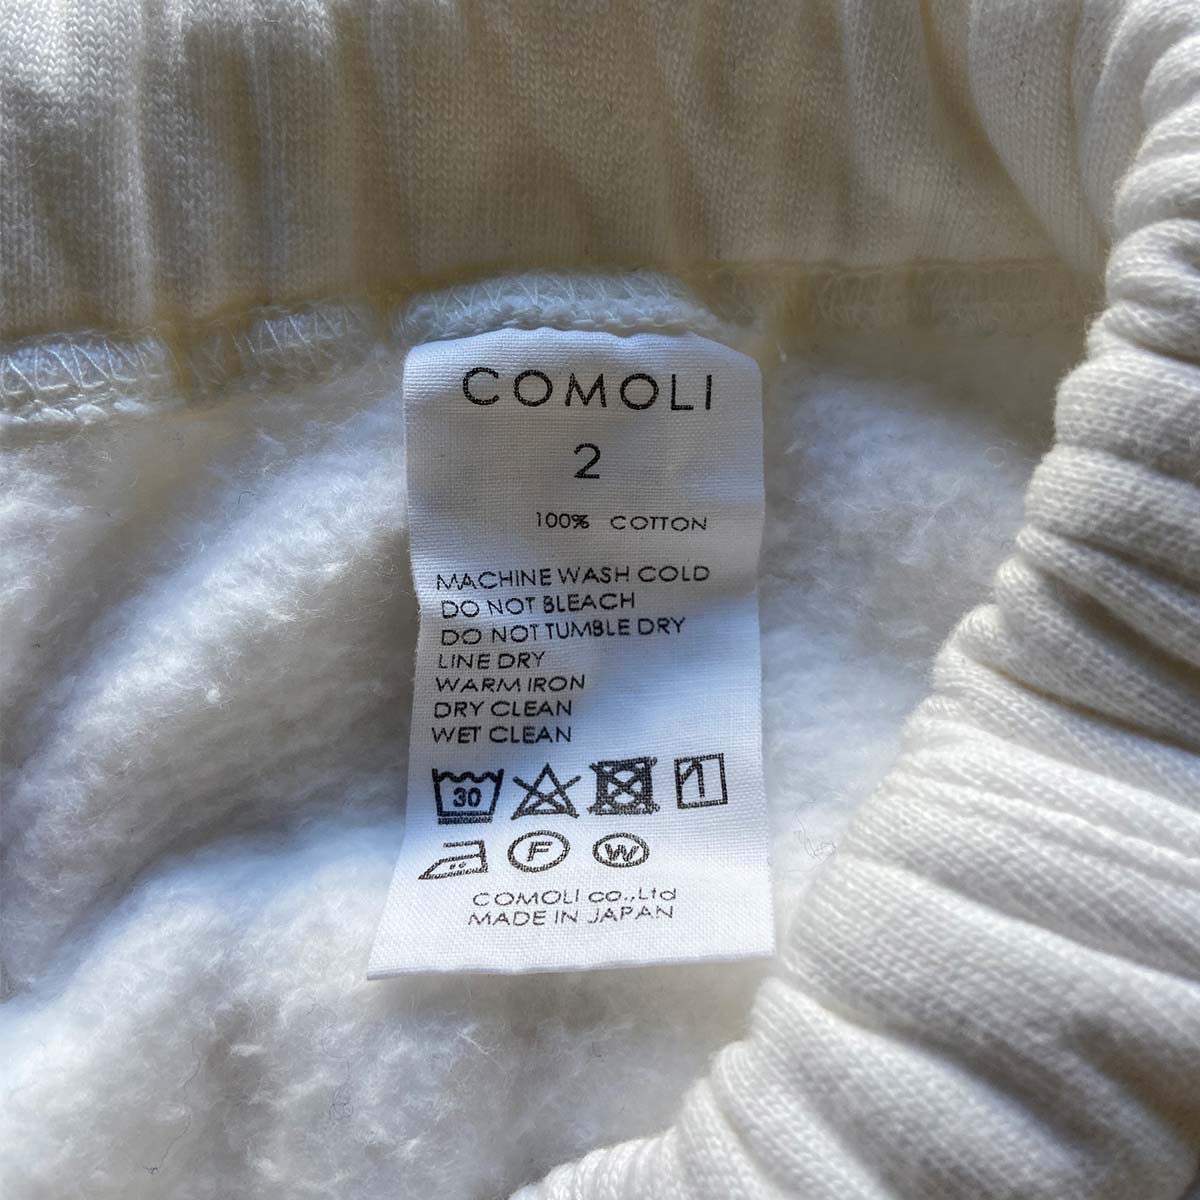 COMOLI
2
100% COTTON
MACHINE WASH COLD
DO NOT BLEACH
DO NOT TUMBLE DRY
LINE DRY
WARM IRON
DRY CLEAN
WET CLEAN
30
F W
COMOLI co.,Ltd
MADE IN JAPAN